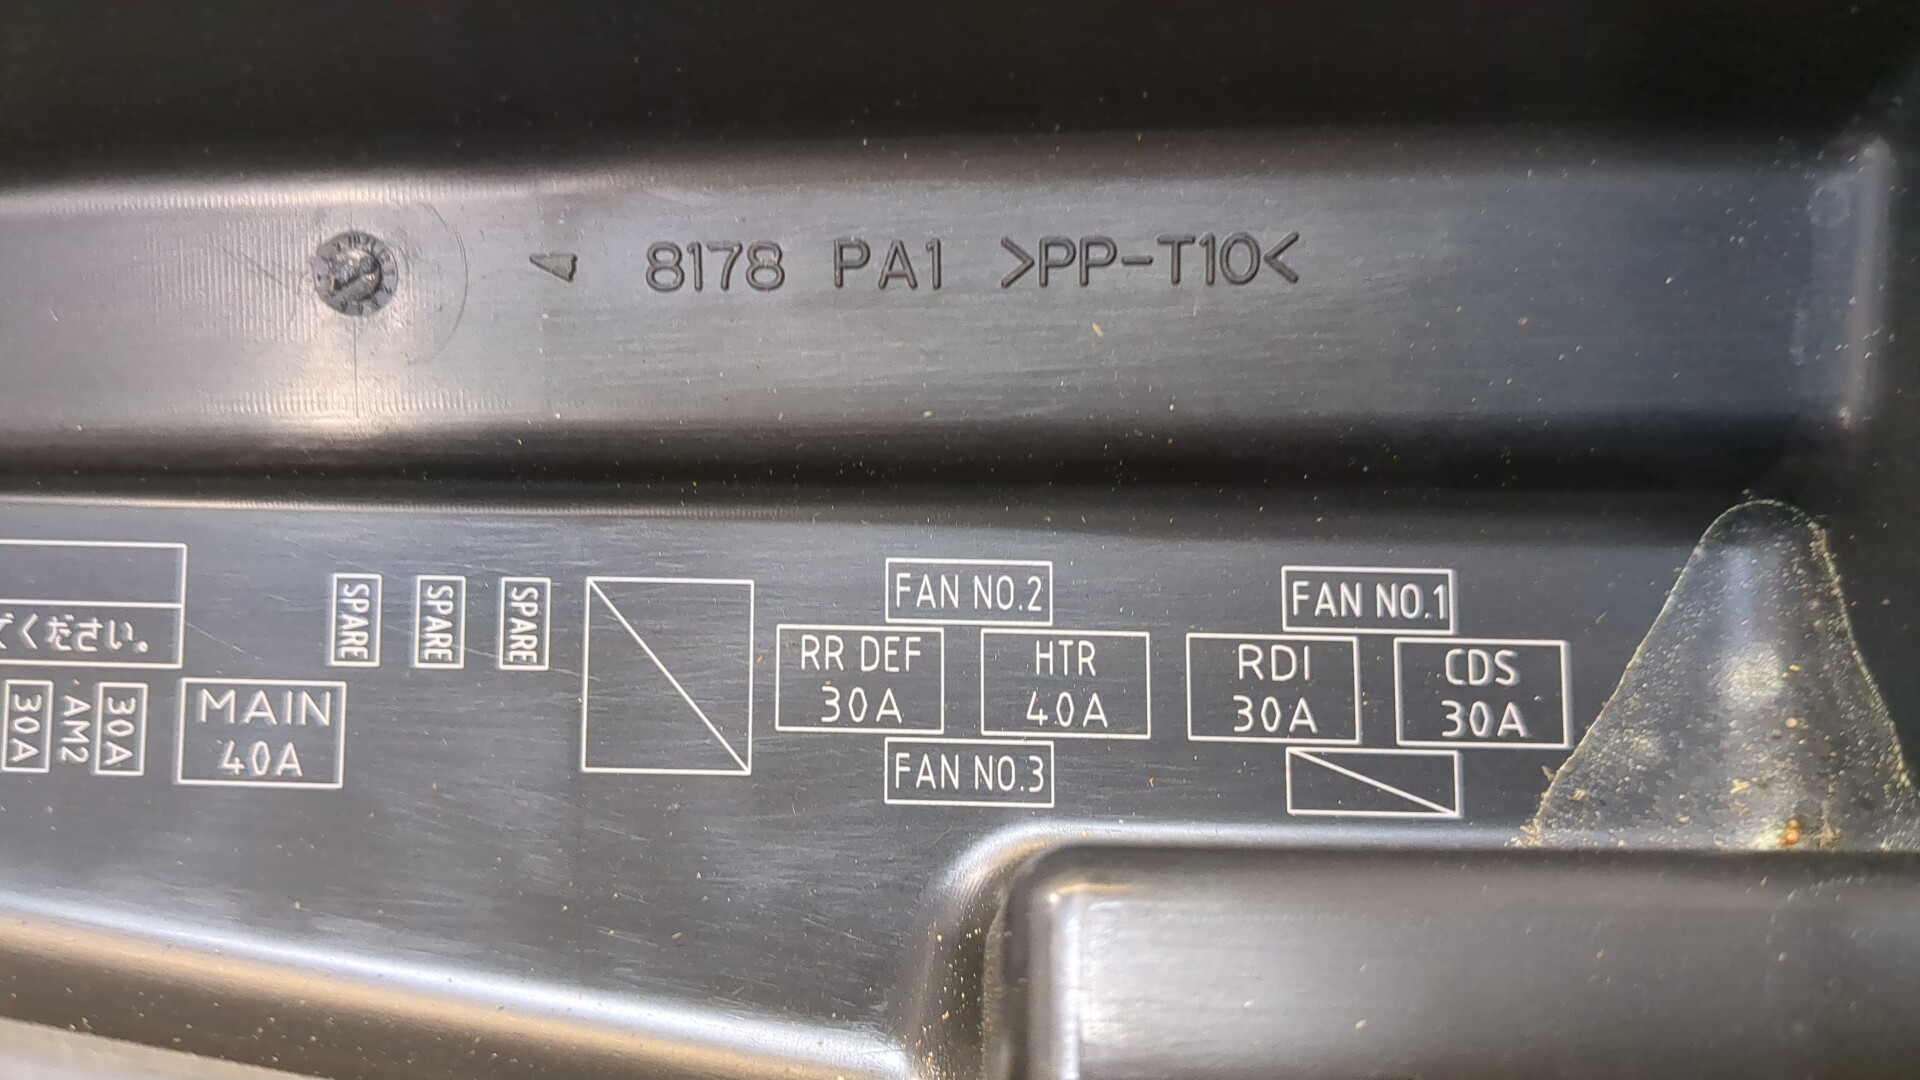 8178 PA1 >PP-T10<
FAN NO.2
FAN NO.1
SPARE
SPARE
SPARE
ください。
RR DEF
30A
HTR
40A
RDI
30A
CDS
30A
30A
AM2
30A
MAIN
40A
FAN NO.3